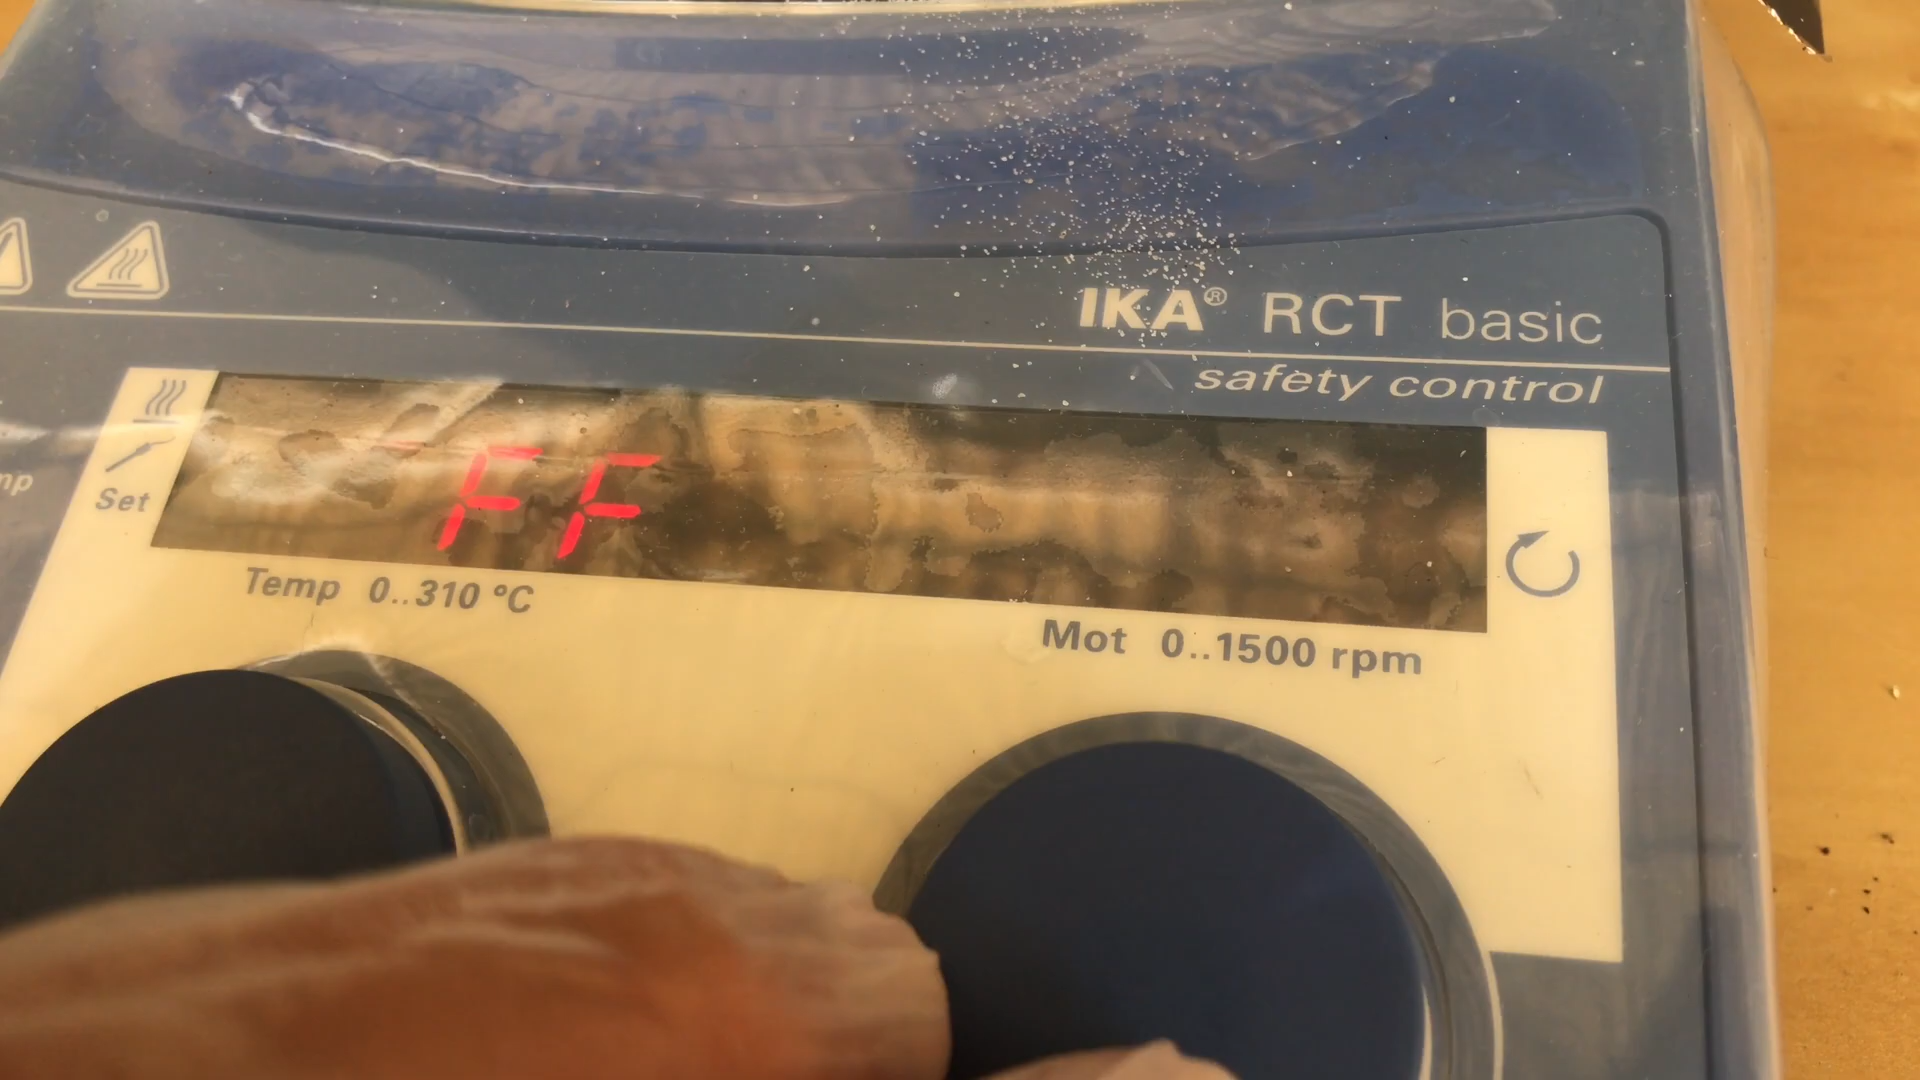 IKA® RCT basic
safety control
Set
FF
Temp 0..310 °C
Mot 0..1500 rpm